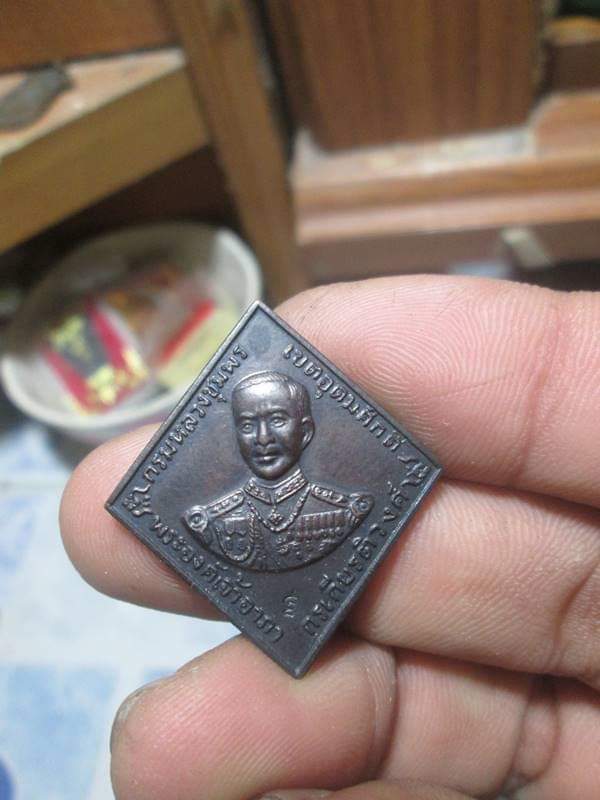 กรมหลวงชุมพร
เขตอุดมศักดิ์
พระองค์เจ้าอาภา
กรเกียรติวงศ์